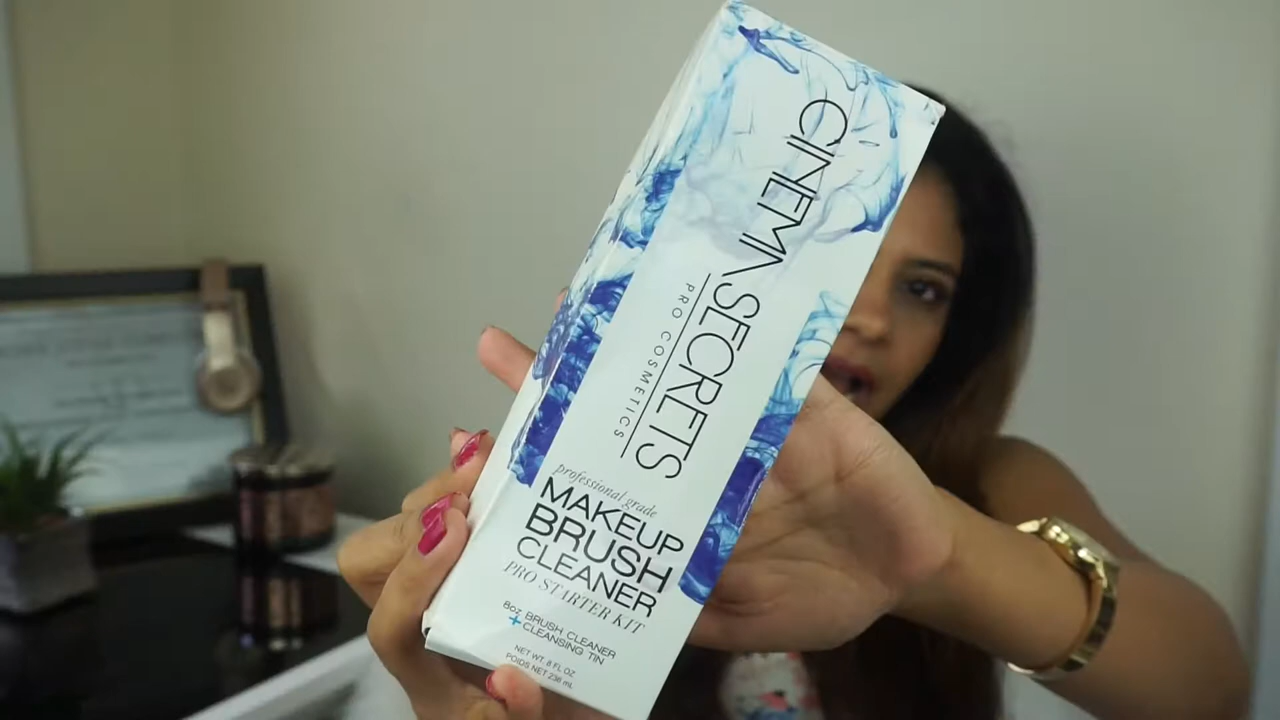 CINEMA SECRETS
PRO COSMETICS
professional grade
MAKEUP
BRUSH
CLEANER
PRO STARTER KIT
8oz BRUSH CLEANER
+ CLEANSING TIN
NET WT. 8 FL OZ
POIDS NET 236 mL